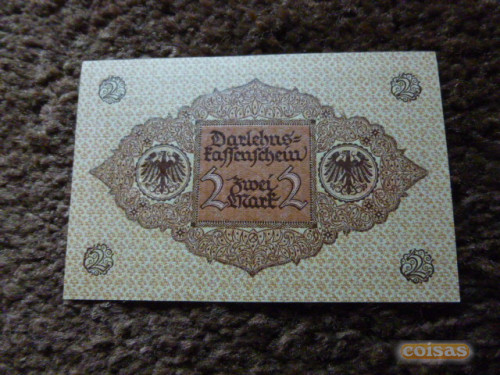 2 2
Darlehns-
kassenschein
2 Zwei 2
Mark
2 2
coisas